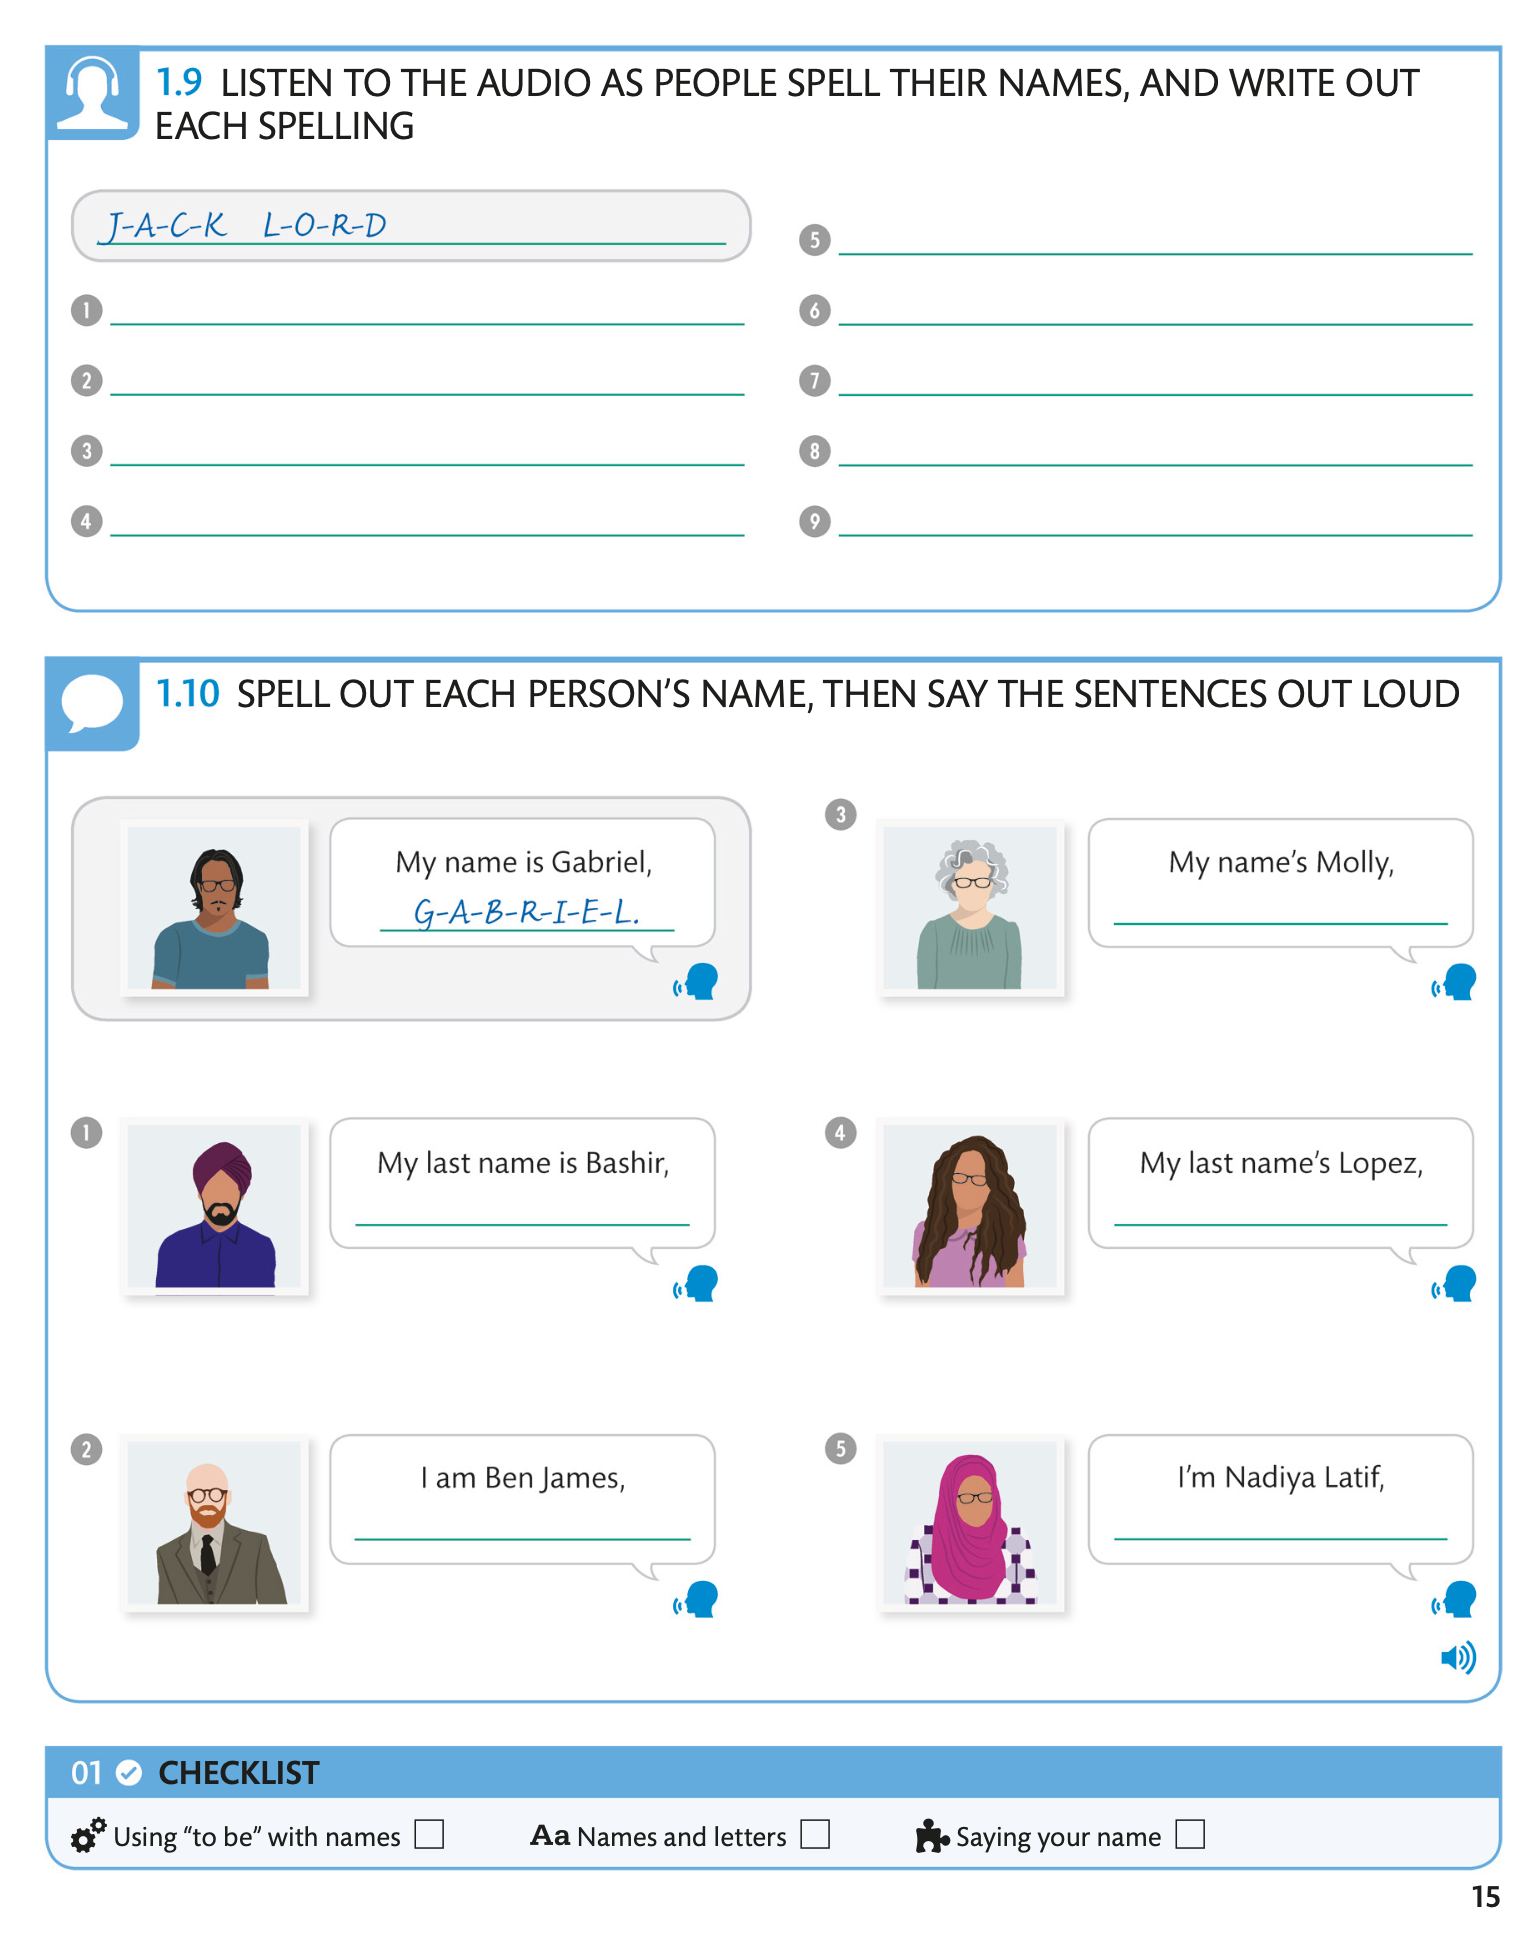 1.9 LISTEN TO THE AUDIO AS PEOPLE SPELL THEIR NAMES, AND WRITE OUT
EACH SPELLING
J-A-C-K L-O-R-D
1
2
3
4
5
6
7
8
9
1.10 SPELL OUT EACH PERSON’S NAME, THEN SAY THE SENTENCES OUT LOUD
My name is Gabriel,
G-A-B-R-I-E-L.
1
My last name is Bashir,
2
I am Ben James,
3
My name’s Molly,
4
My last name’s Lopez,
5
I’m Nadiya Latif,
01 CHECKLIST
Using “to be” with names
Aa Names and letters
Saying your name
15